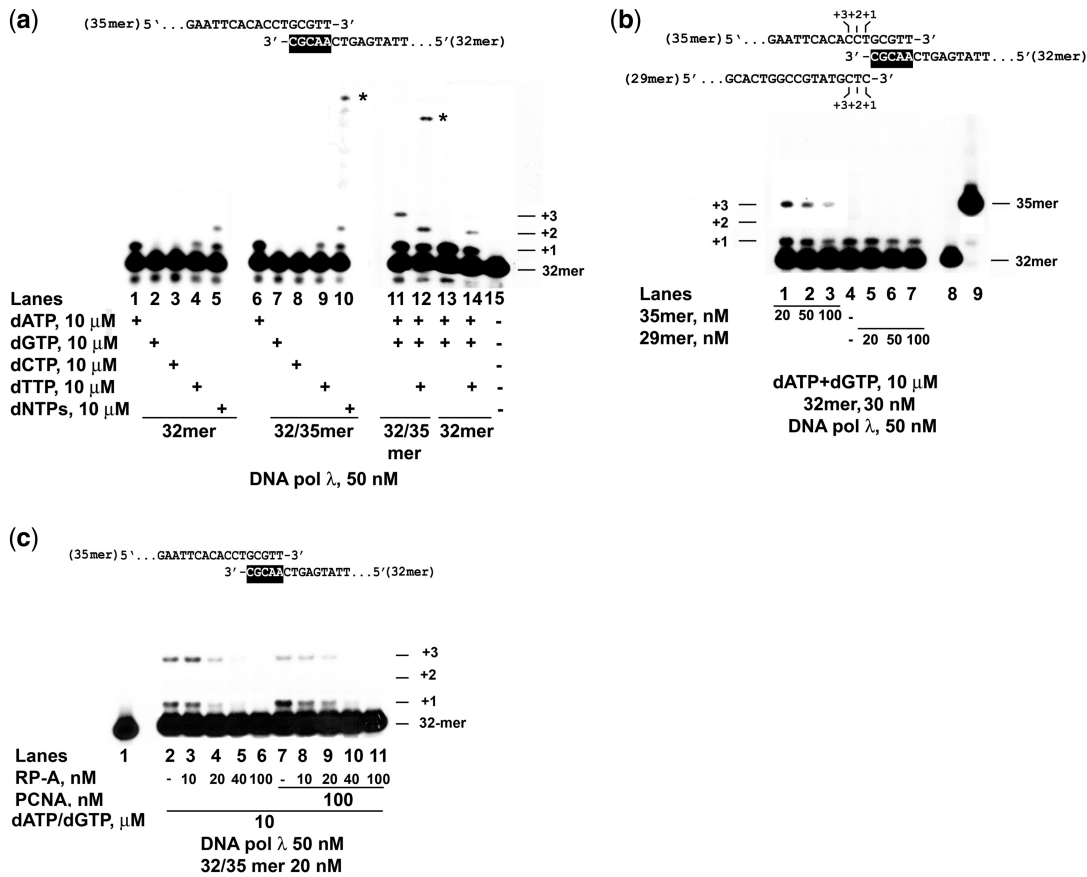 (a)
(35mer)5‘...GAATTCACACCTGCGTT-3’
3’-CGCAACTGAGTATT...5’(32mer)
*
*
+3
+2
+1
32mer
Lanes 1 2 3 4 5 6 7 8 9 10 11 12 13 14 15
dATP, 10 μM + + + + + + -
dGTP, 10 μM + + + + + + -
dCTP, 10 μM + + -
dTTP, 10 μM + + + + -
dNTPs, 10 μM + + -
32mer 32/35mer 32/35 mer 32mer
DNA pol λ, 50 nM
(b)
+3+2+1
(35mer)5‘...GAATTCACACCTGCGTT-3’
3’-CGCAACTGAGTATT...5’(32mer)
(29mer)5’...GCACTGGCCGTATGCTC-3’
+3+2+1
+3 35mer
+2
+1
32mer
Lanes 1 2 3 4 5 6 7 8 9
35mer, nM 20 50 100 -
29mer, nM - 20 50 100
dATP+dGTP, 10 μM
32mer, 30 nM
DNA pol λ, 50 nM
(c)
(35mer)5‘...GAATTCACACCTGCGTT-3’
3’-CGCAACTGAGTATT...5’(32mer)
+3
+2
+1
32-mer
Lanes 1 2 3 4 5 6 7 8 9 10 11
RP-A, nM - 10 20 40 100 - 10 20 40 100
PCNA, nM 100
dATP/dGTP, μM 10
DNA pol λ 50 nM
32/35 mer 20 nM